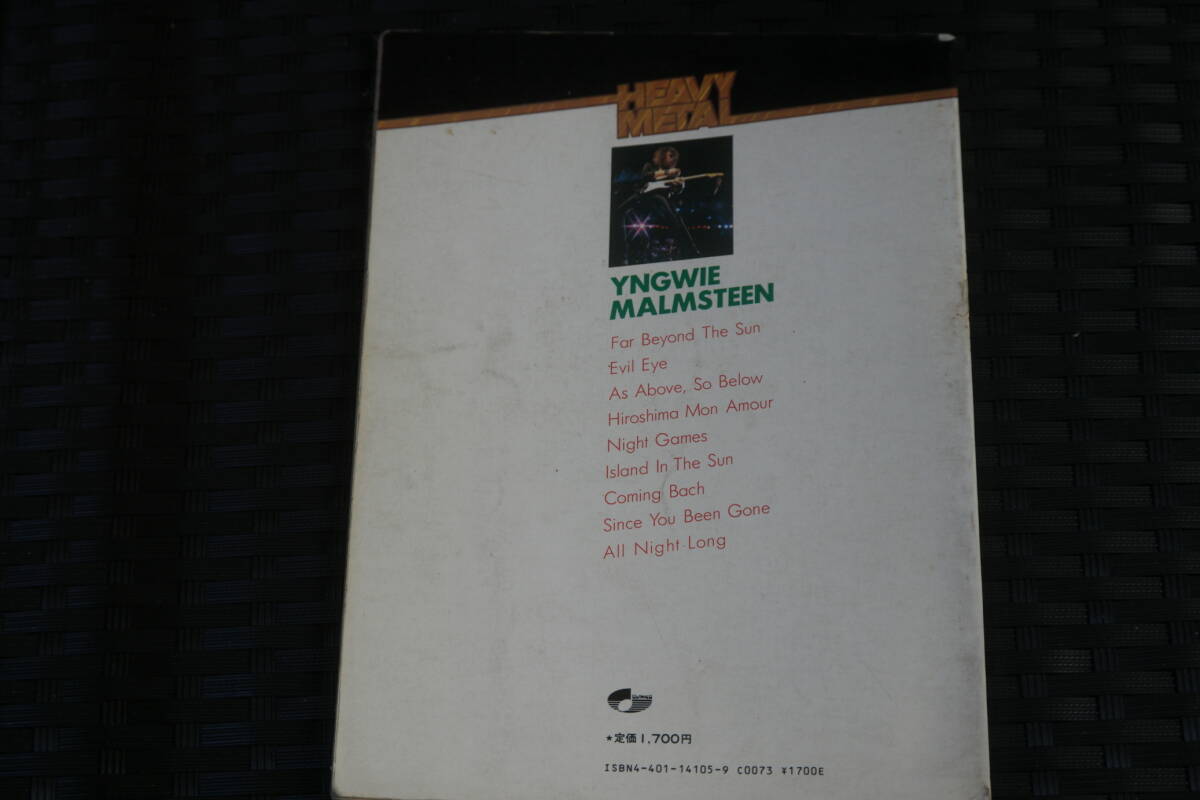 HEAVY
METAL
YNGWIE
MALMSTEEN
Far Beyond The Sun
Evil Eye
As Above, So Below
Hiroshima Mon Amour
Night Games
Island In The Sun
Coming Bach
Since You Been Gone
All Night Long
★定価1,700円
ISBN4-401-14105-9 C0073 ¥1700E